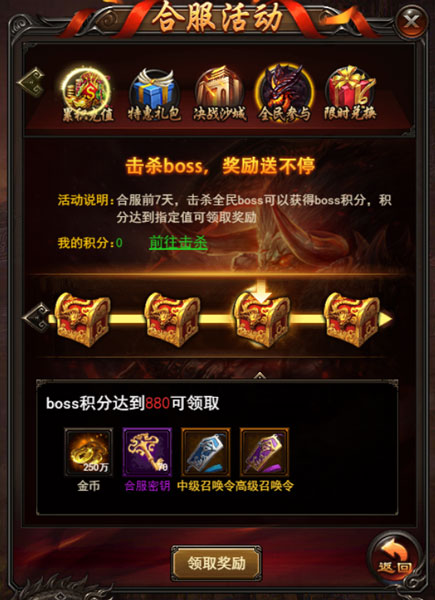 合服活动
累积充值 特惠礼包 决战沙城 全民参与 限时兑换
击杀boss，奖励送不停
活动说明:合服前7天，击杀全民boss可以获得boss积分，积
分达到指定值可领取奖励
我的积分:0 前往击杀
boss积分达到880可领取
250万
金币 合服密钥 中级召唤令 高级召唤令
领取奖励
返回